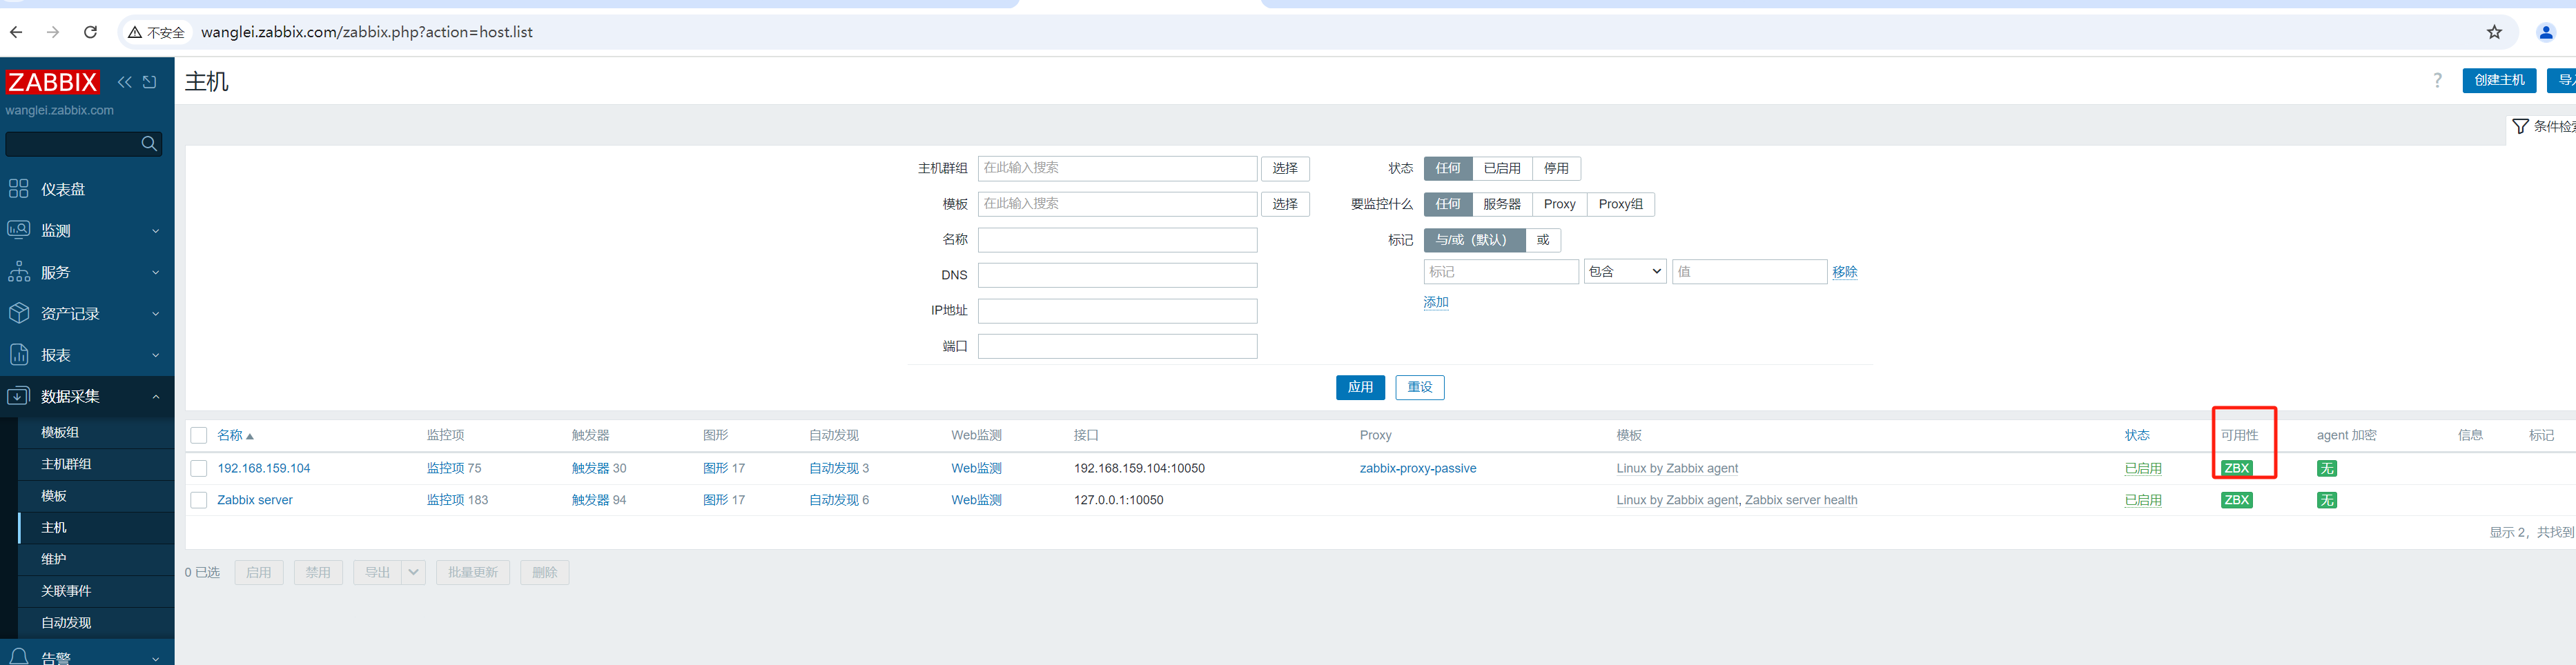 不安全 wanglei.zabbix.com/zabbix.php?action=host.list
ZABBIX
wanglei.zabbix.com
仪表盘
监测
服务
资产记录
报表
数据采集
模板组
主机群组
模板
主机
维护
关联事件
自动发现
告警
主机
? 创建主机 导入
条件检索
主机群组 在此输入搜索 选择 状态 任何 已启用 停用
模板 在此输入搜索 选择 要监控什么 任何 服务器 Proxy Proxy组
名称 标记 与/或（默认） 或
DNS 标记 包含 值 移除
IP地址 添加
端口
应用 重设
名称 监控项 触发器 图形 自动发现 Web监测 接口 Proxy 模板 状态 可用性 agent 加密 信息 标记
192.168.159.104 监控项 75 触发器 30 图形 17 自动发现 3 Web监测 192.168.159.104:10050 zabbix-proxy-passive Linux by Zabbix agent 已启用 ZBX 无
Zabbix server 监控项 183 触发器 94 图形 17 自动发现 6 Web监测 127.0.0.1:10050 Linux by Zabbix agent, Zabbix server health 已启用 ZBX 无
显示 2，共找到
0 已选 启用 禁用 导出 批量更新 删除